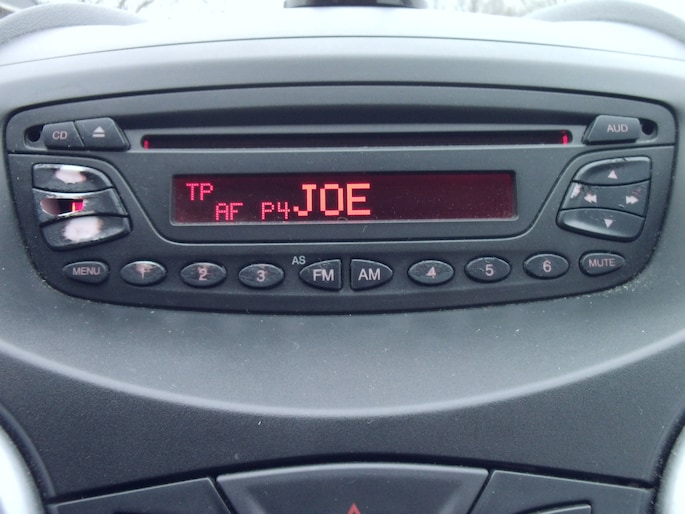 CD
AUD
TP
AF P4 JOE
MENU 1 2 3 AS FM AM 4 5 6 MUTE